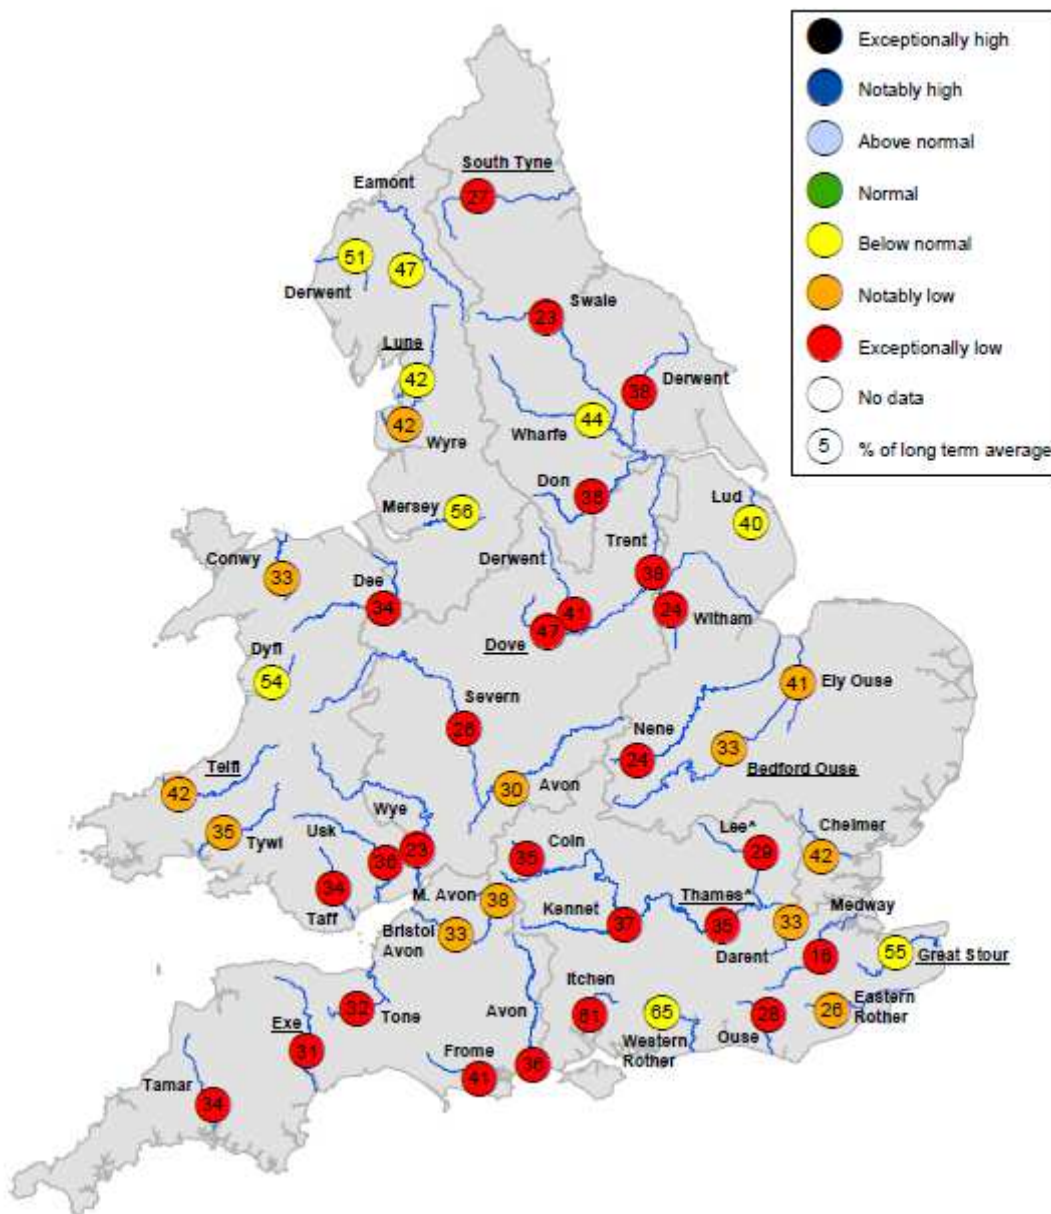 Exceptionally high
Notably high
Above normal
Normal
Below normal
Notably low
Exceptionally low
No data
5
% of long term average
South Tyne
27
Eamont
51
47
Derwent
Swale
23
Lune
42
Derwent
38
42
Wyre
44
Wharfe
Don
38
Mersey
56
Lud
40
Conwy
33
Dee
34
Derwent
Trent
38
41
47
Dove
24
Witham
Dyfi
54
Severn
28
Ely Ouse
41
Nene
24
33
Bedford Ouse
Teifi
42
30
Avon
35
Tywi
Usk
Wye
23
36
34
Taff
Coln
35
Lee^
29
Chelmer
42
M. Avon
38
Bristol
Avon
33
Kennet
37
Thames^
35
33
Darent
Medway
16
55
Great Stour
Itchen
61
65
Western
Rother
Ouse
28
26
Eastern
Rother
32
Tone
Exe
31
Avon
36
Frome
41
Tamar
34